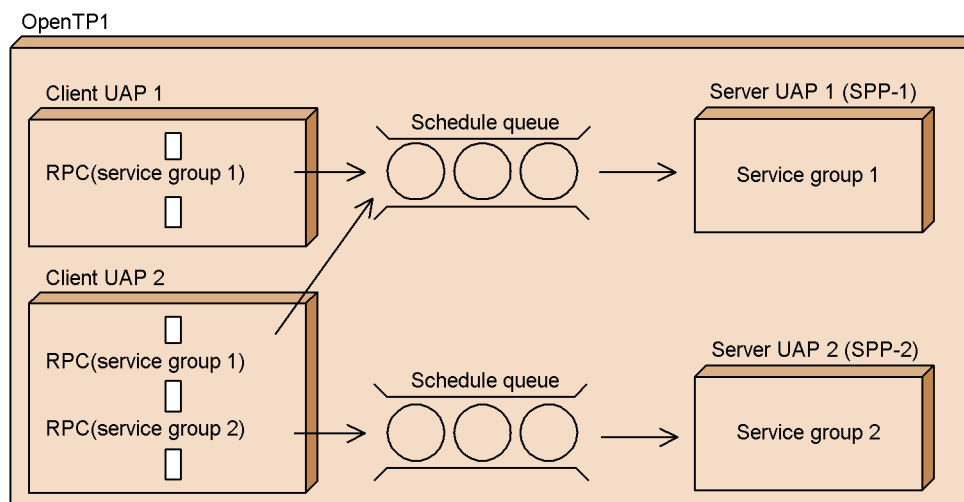 OpenTP1
Client UAP 1
RPC(service group 1)
Schedule queue
Server UAP 1 (SPP-1)
Service group 1
Client UAP 2
RPC(service group 1)
RPC(service group 2)
Schedule queue
Server UAP 2 (SPP-2)
Service group 2